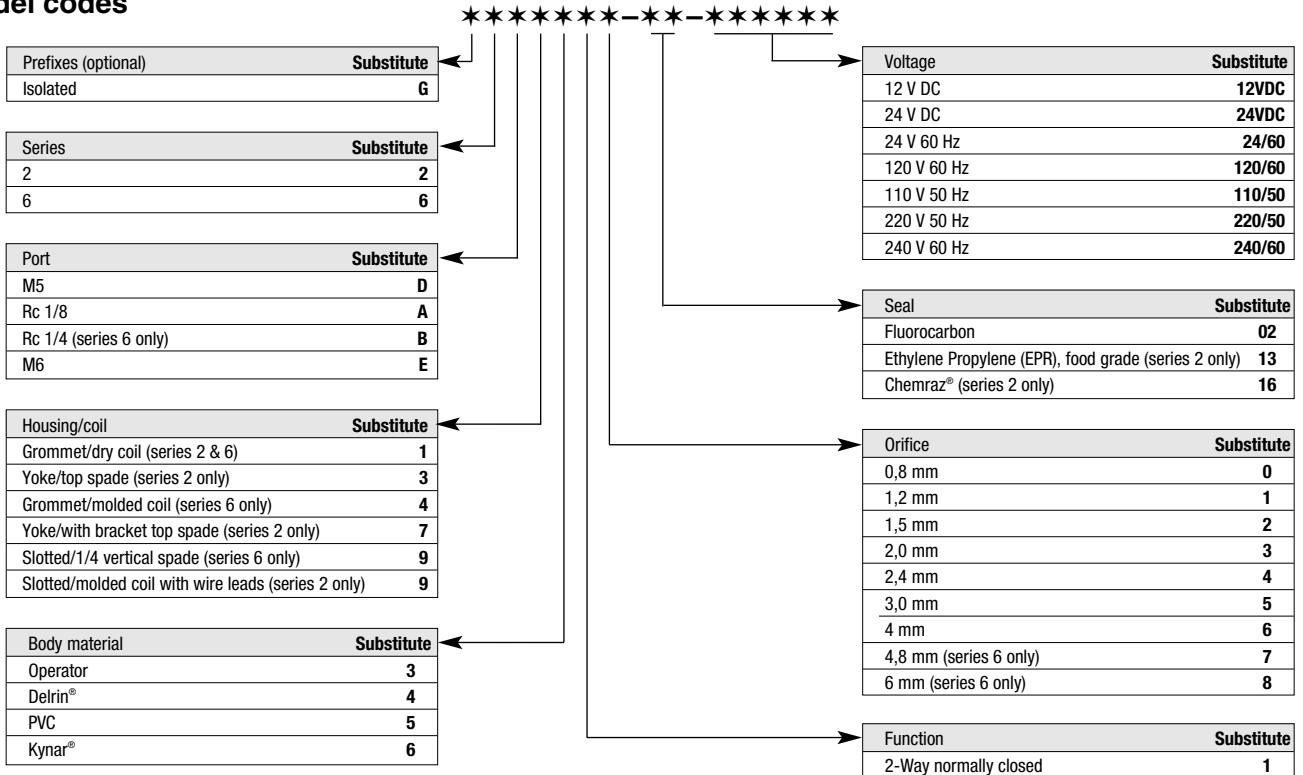 del codes
✶✶✶✶✶✶✶–✶✶–✶✶✶✶✶✶
Prefixes (optional) Substitute
Isolated G
Series Substitute
2 2
6 6
Port Substitute
M5 D
Rc 1/8 A
Rc 1/4 (series 6 only) B
M6 E
Housing/coil Substitute
Grommet/dry coil (series 2 & 6) 1
Yoke/top spade (series 2 only) 3
Grommet/molded coil (series 6 only) 4
Yoke/with bracket top spade (series 2 only) 7
Slotted/1/4 vertical spade (series 6 only) 9
Slotted/molded coil with wire leads (series 2 only) 9
Body material Substitute
Operator 3
Delrin® 4
PVC 5
Kynar® 6
Voltage Substitute
12 V DC 12VDC
24 V DC 24VDC
24 V 60 Hz 24/60
120 V 60 Hz 120/60
110 V 50 Hz 110/50
220 V 50 Hz 220/50
240 V 60 Hz 240/60
Seal Substitute
Fluorocarbon 02
Ethylene Propylene (EPR), food grade (series 2 only) 13
Chemraz® (series 2 only) 16
Orifice Substitute
0,8 mm 0
1,2 mm 1
1,5 mm 2
2,0 mm 3
2,4 mm 4
3,0 mm 5
4 mm 6
4,8 mm (series 6 only) 7
6 mm (series 6 only) 8
Function Substitute
2-Way normally closed 1